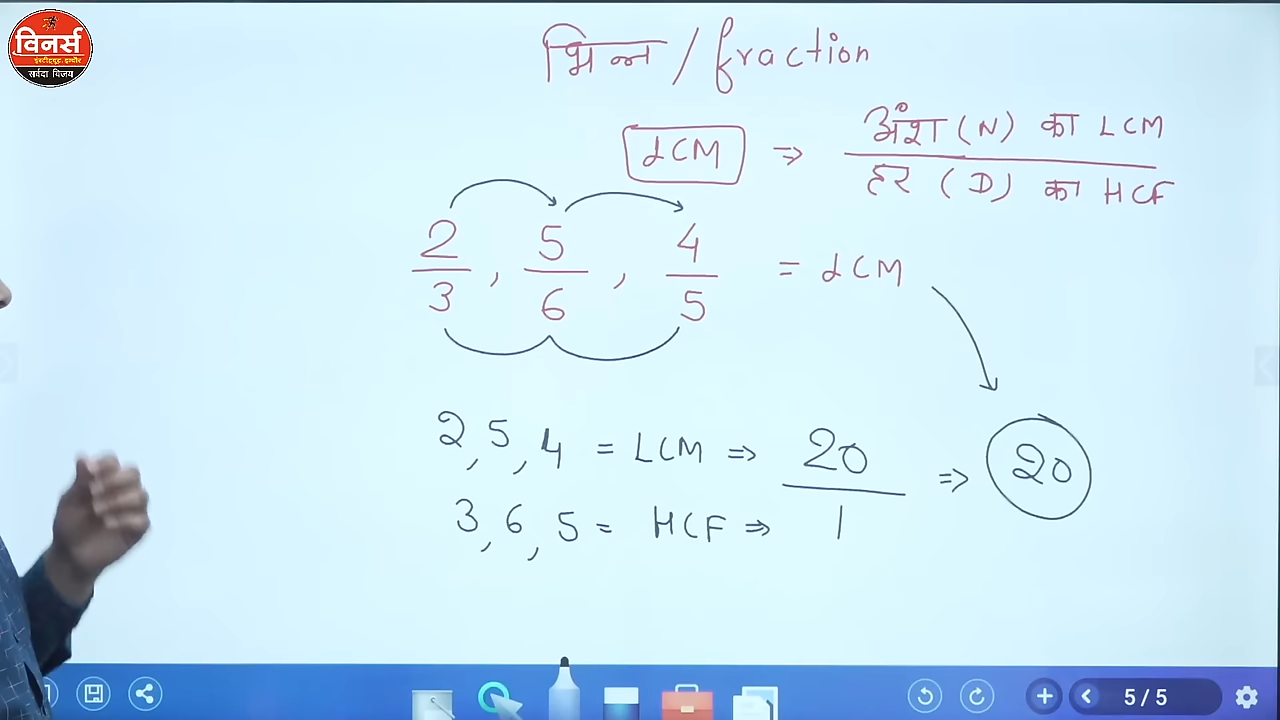 विनर्स
इंस्टीट्यूट, इन्दौर
सर्वदा विजय
भिन्न / fraction
LCM ⇒ अंश (N) का LCM
हर (D) का HCF
2/3 , 5/6 , 4/5 = LCM
2, 5, 4 = LCM ⇒ 20 ⇒ 20
3, 6, 5 = HCF ⇒ 1
5 / 5